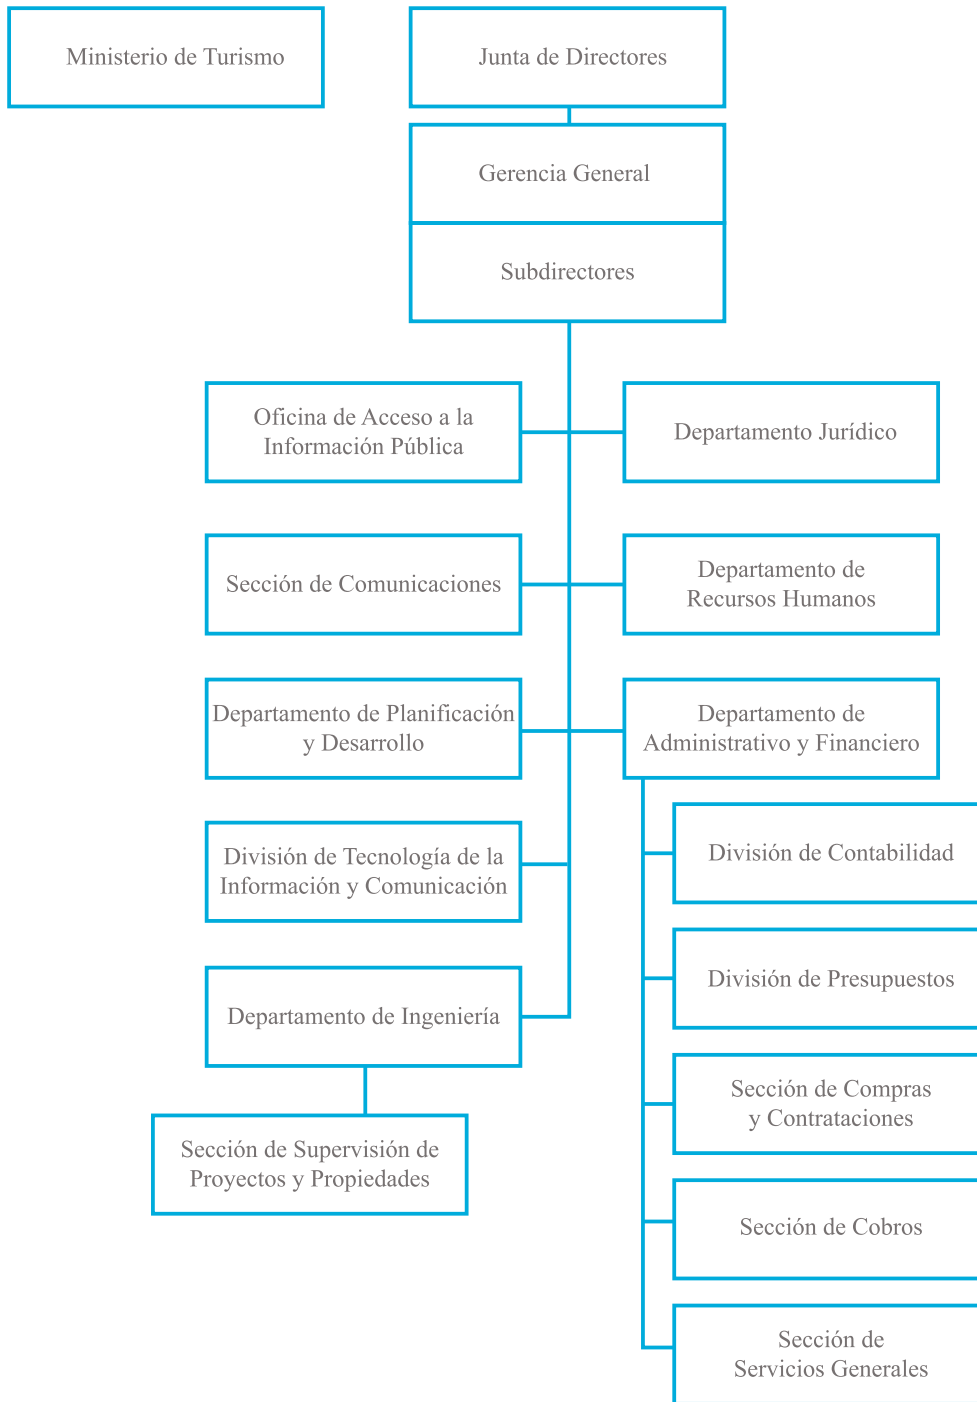 Ministerio de Turismo
Junta de Directores
Gerencia General
Subdirectores
Oficina de Acceso a la
Información Pública
Departamento Jurídico
Sección de Comunicaciones
Departamento de
Recursos Humanos
Departamento de Planificación
y Desarrollo
Departamento de
Administrativo y Financiero
División de Tecnología de la
Información y Comunicación
División de Contabilidad
División de Presupuestos
Departamento de Ingeniería
Sección de Compras
y Contrataciones
Sección de Supervisión de
Proyectos y Propiedades
Sección de Cobros
Sección de
Servicios Generales